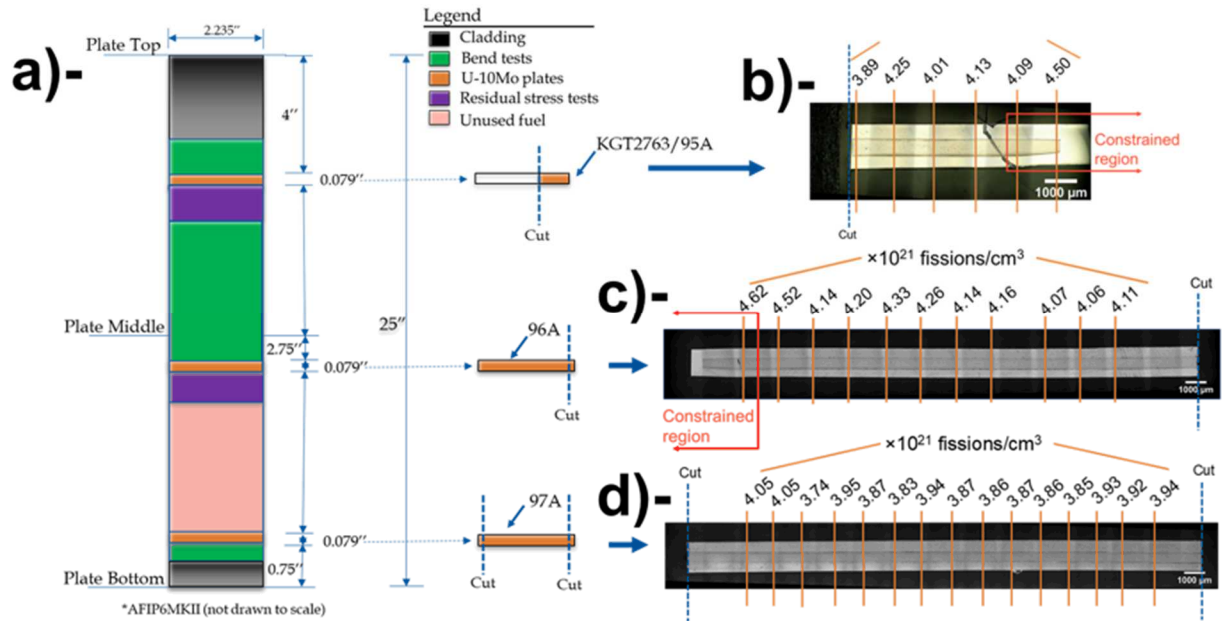 a)-
2.235’’
Plate Top
4’’
0.079’’
Plate Middle
2.75’’
0.079’’
25’’
0.079’’
0.75’’
Plate Bottom
*AFIP6MKII (not drawn to scale)
Legend
Cladding
Bend tests
U-10Mo plates
Residual stress tests
Unused fuel
KGT2763/95A
Cut
96A
Cut
97A
Cut
Cut
b)-
3.89
4.25
4.01
4.13
4.09
4.50
Constrained
region
1000 µm
Cut
c)-
×10²¹ fissions/cm³
4.62
4.52
4.14
4.20
4.33
4.26
4.14
4.16
4.07
4.06
4.11
Cut
Constrained
region
1000 µm
d)-
×10²¹ fissions/cm³
Cut
4.05
4.05
3.74
3.95
3.87
3.83
3.94
3.87
3.86
3.87
3.86
3.85
3.93
3.92
3.94
Cut
1000 µm